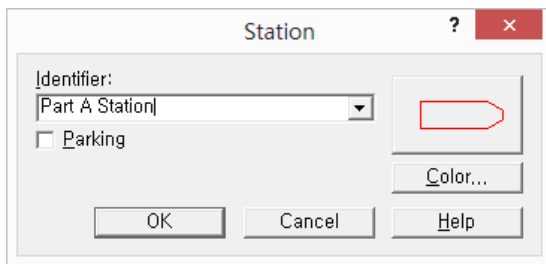 Station
?
×
Identifier:
Part A Station
Parking
Color...
OK
Cancel
Help